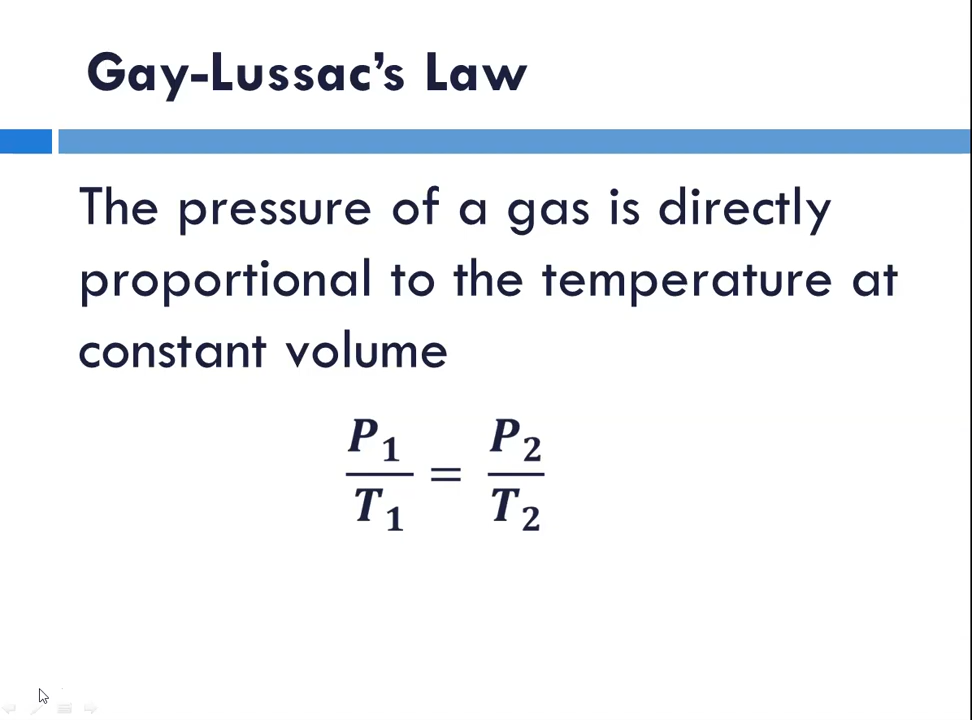 Gay-Lussac’s Law
The pressure of a gas is directly
proportional to the temperature at
constant volume
P₁/T₁ = P₂/T₂